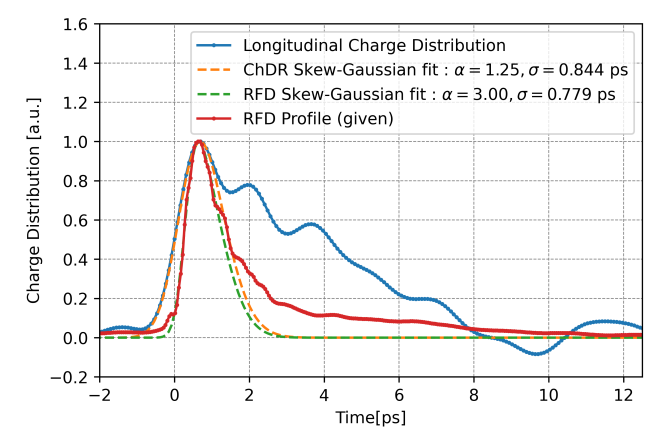 Longitudinal Charge Distribution
ChDR Skew-Gaussian fit : α = 1.25, σ = 0.844 ps
RFD Skew-Gaussian fit : α = 3.00, σ = 0.779 ps
RFD Profile (given)
Charge Distribution [a.u.]
1.6
1.4
1.2
1.0
0.8
0.6
0.4
0.2
0.0
−0.2
−2 0 2 4 6 8 10 12
Time[ps]